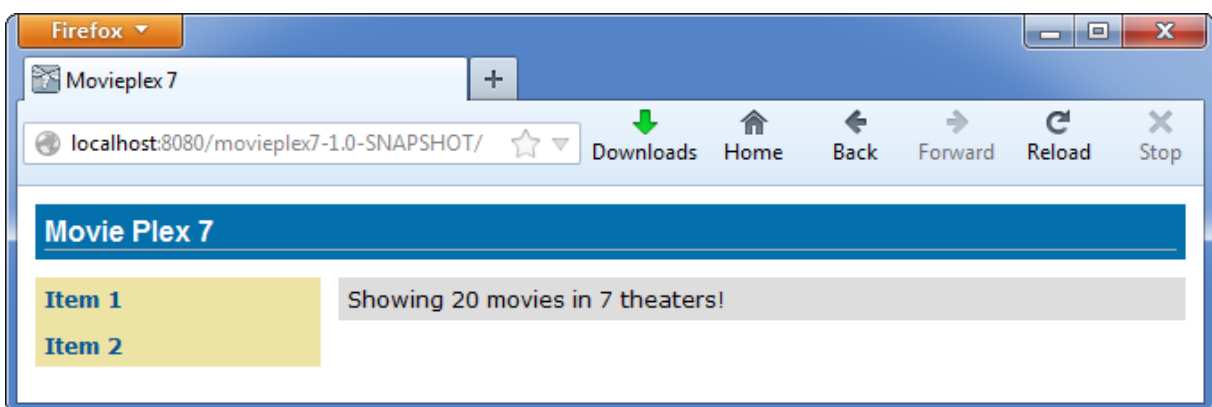 Firefox
Movieplex 7
localhost:8080/movieplex7-1.0-SNAPSHOT/
Downloads Home Back Forward Reload Stop
Movie Plex 7
Item 1
Showing 20 movies in 7 theaters!
Item 2